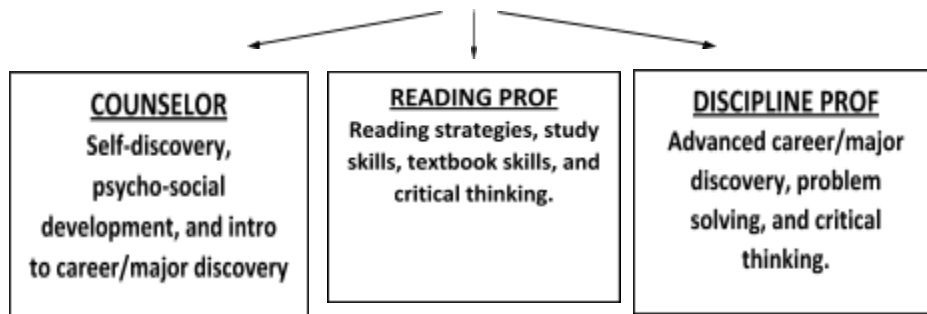 COUNSELOR
Self-discovery,
psycho-social
development, and intro
to career/major discovery
READING PROF
Reading strategies, study
skills, textbook skills, and
critical thinking.
DISCIPLINE PROF
Advanced career/major
discovery, problem
solving, and critical
thinking.